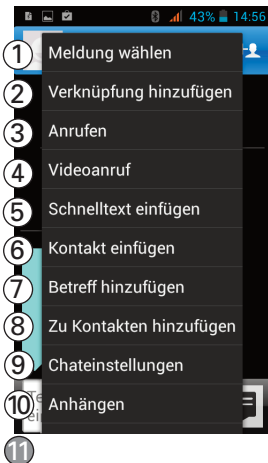 43% 14:56
1 Meldung wählen
2 Verknüpfung hinzufügen
3 Anrufen
4 Videoanruf
5 Schnelltext einfügen
6 Kontakt einfügen
7 Betreff hinzufügen
8 Zu Kontakten hinzufügen
9 Chateinstellungen
10 Anhängen
11